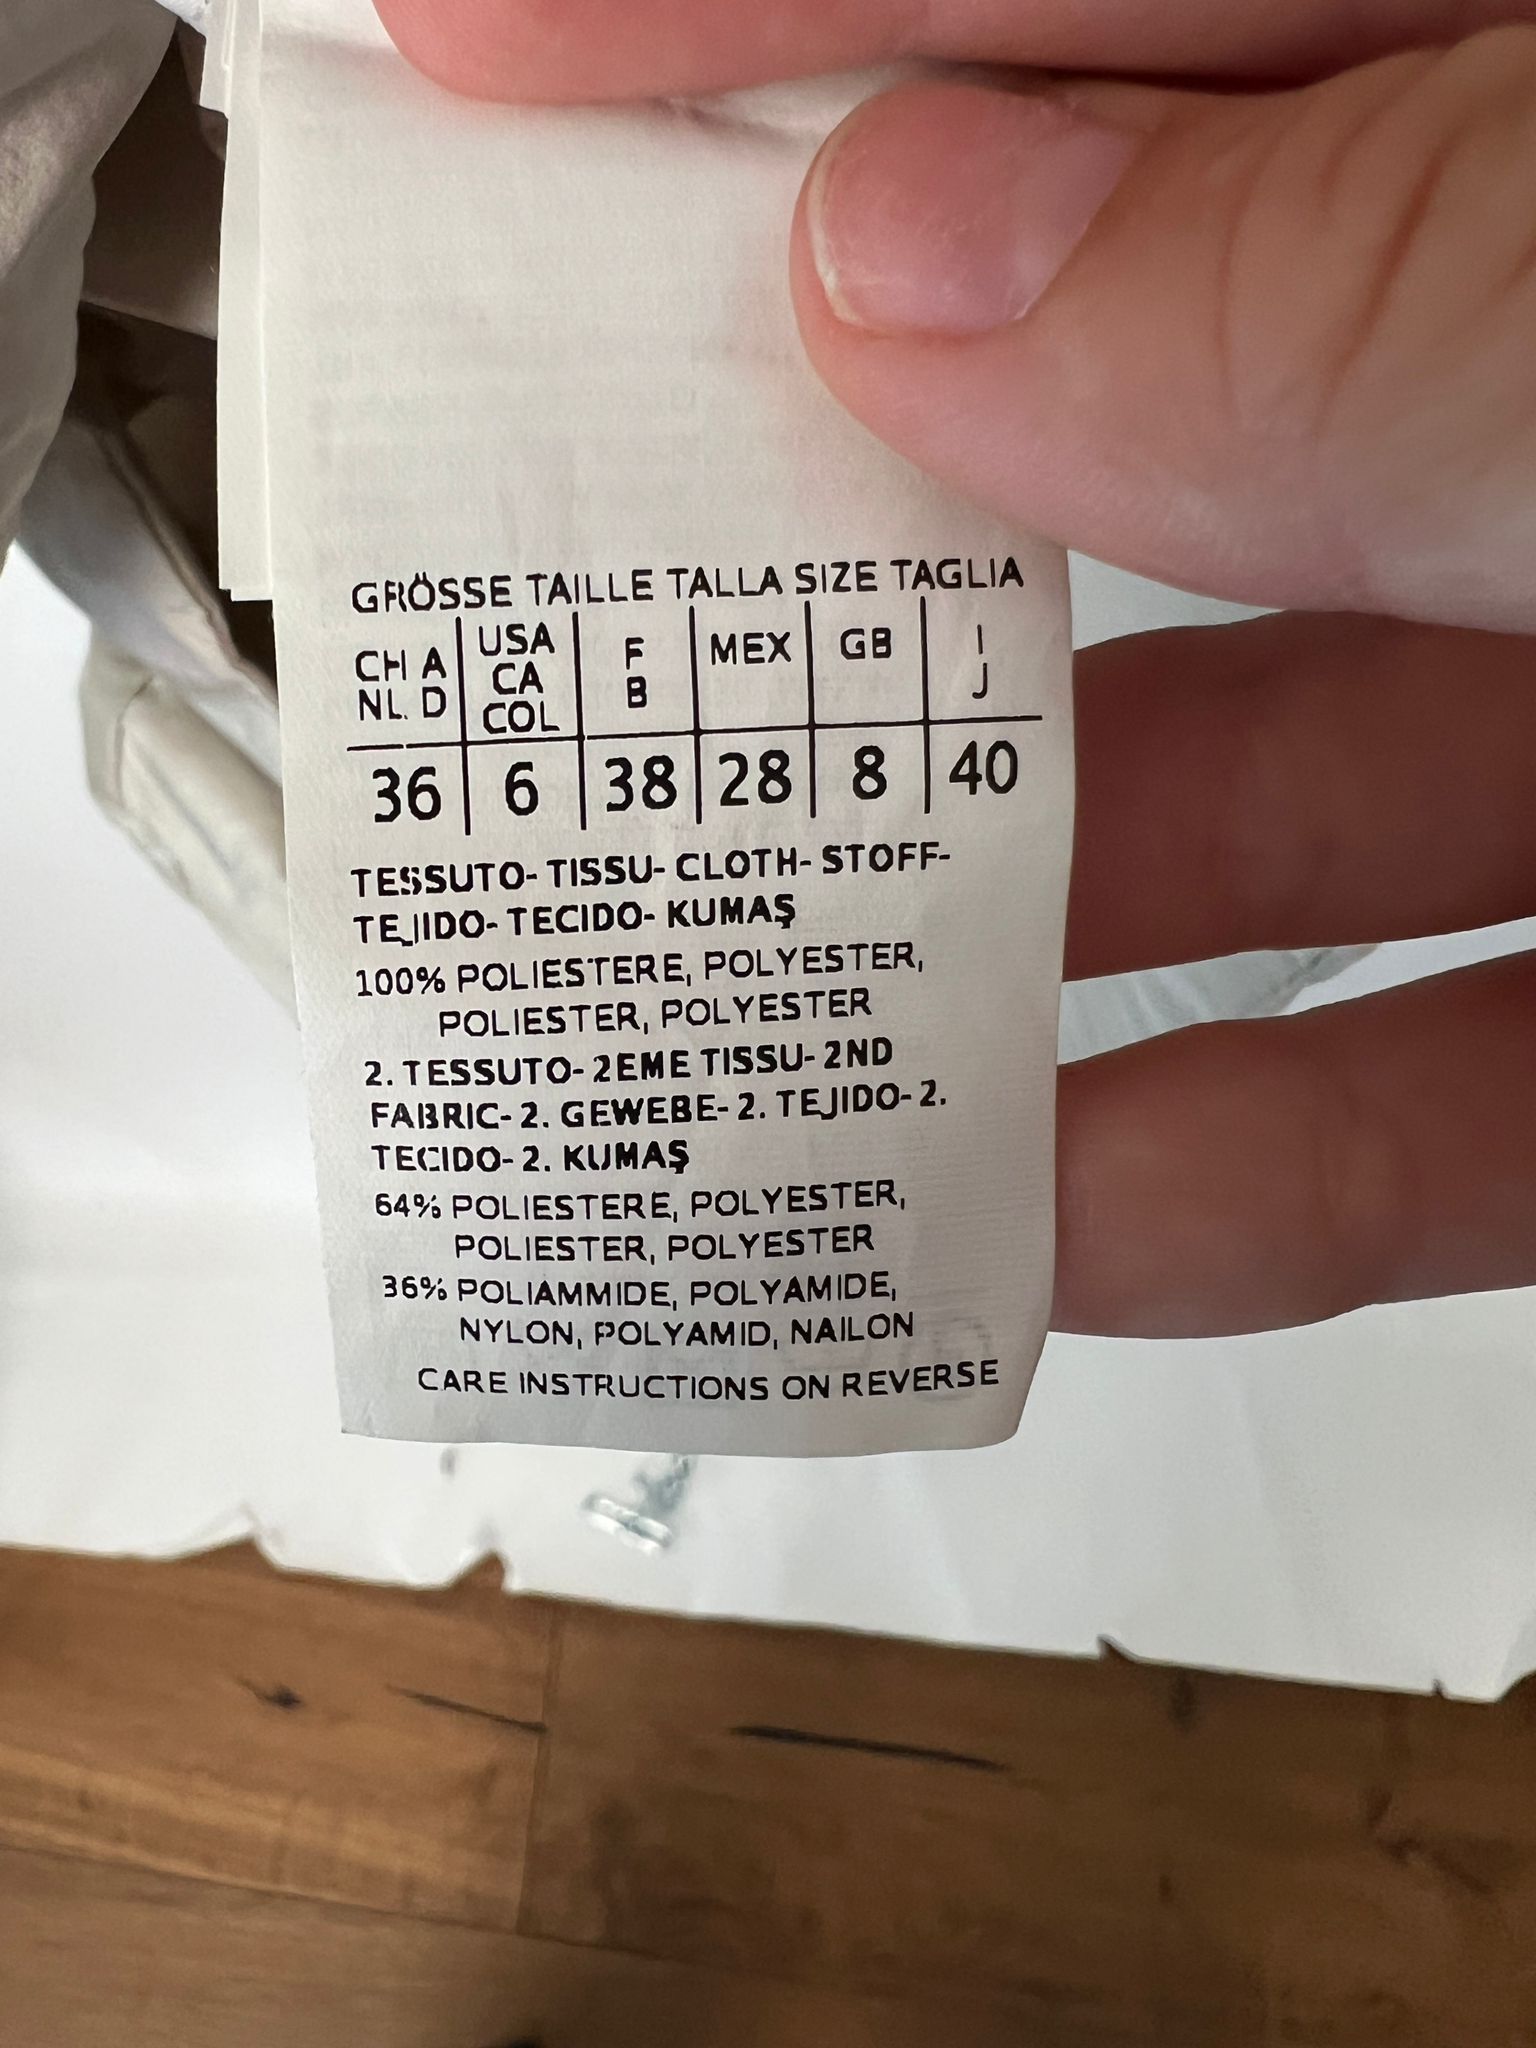 GRÖSSE TAILLE TALLA SIZE TAGLIA
CH A NL. D | USA CA COL | F B | MEX | GB | I J
36 | 6 | 38 | 28 | 8 | 40
TESSUTO- TISSU- CLOTH- STOFF-
TEJIDO- TECIDO- KUMAŞ
100% POLIESTERE, POLYESTER,
POLIESTER, POLYESTER
2. TESSUTO- 2EME TISSU- 2ND
FABRIC- 2. GEWEBE- 2. TEJIDO- 2.
TECIDO- 2. KUMAŞ
64% POLIESTERE, POLYESTER,
POLIESTER, POLYESTER
36% POLIAMMIDE, POLYAMIDE,
NYLON, POLYAMID, NAILON
CARE INSTRUCTIONS ON REVERSE